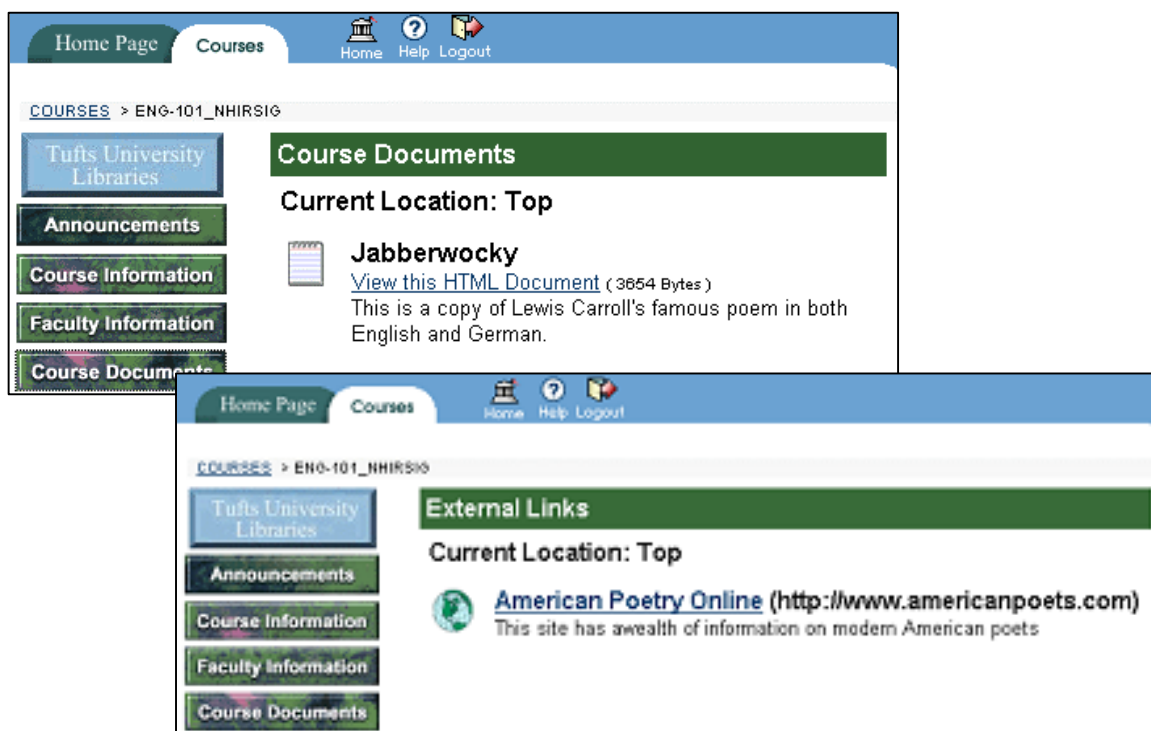 Home Page Courses Home Help Logout
COURSES > ENG-101_NHIRSIG
Tufts University
Libraries
Course Documents
Current Location: Top
Announcements
Jabberwocky
Course Information
View this HTML Document (3654 Bytes)
This is a copy of Lewis Carroll's famous poem in both
English and German.
Faculty Information
Course Documents
Home Page Courses Home Help Logout
COURSES > ENG-101_NHIRSIG
Tufts University
Libraries
External Links
Current Location: Top
Announcements
American Poetry Online (http://www.americanpoets.com)
This site has awealth of information on modern American poets
Course Information
Faculty Information
Course Documents